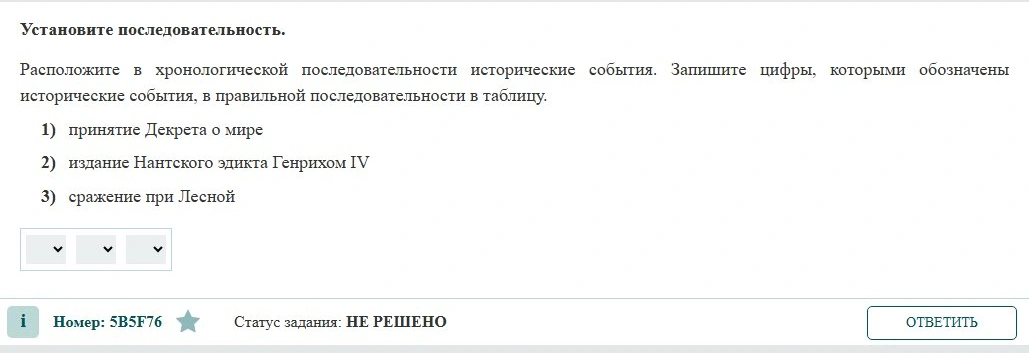 Установите последовательность.
Расположите в хронологической последовательности исторические события. Запишите цифры, которыми обозначены
исторические события, в правильной последовательности в таблицу.
1) принятие Декрета о мире
2) издание Нантского эдикта Генрихом IV
3) сражение при Лесной
i Номер: 5B5F76 Статус задания: НЕ РЕШЕНО ОТВЕТИТЬ